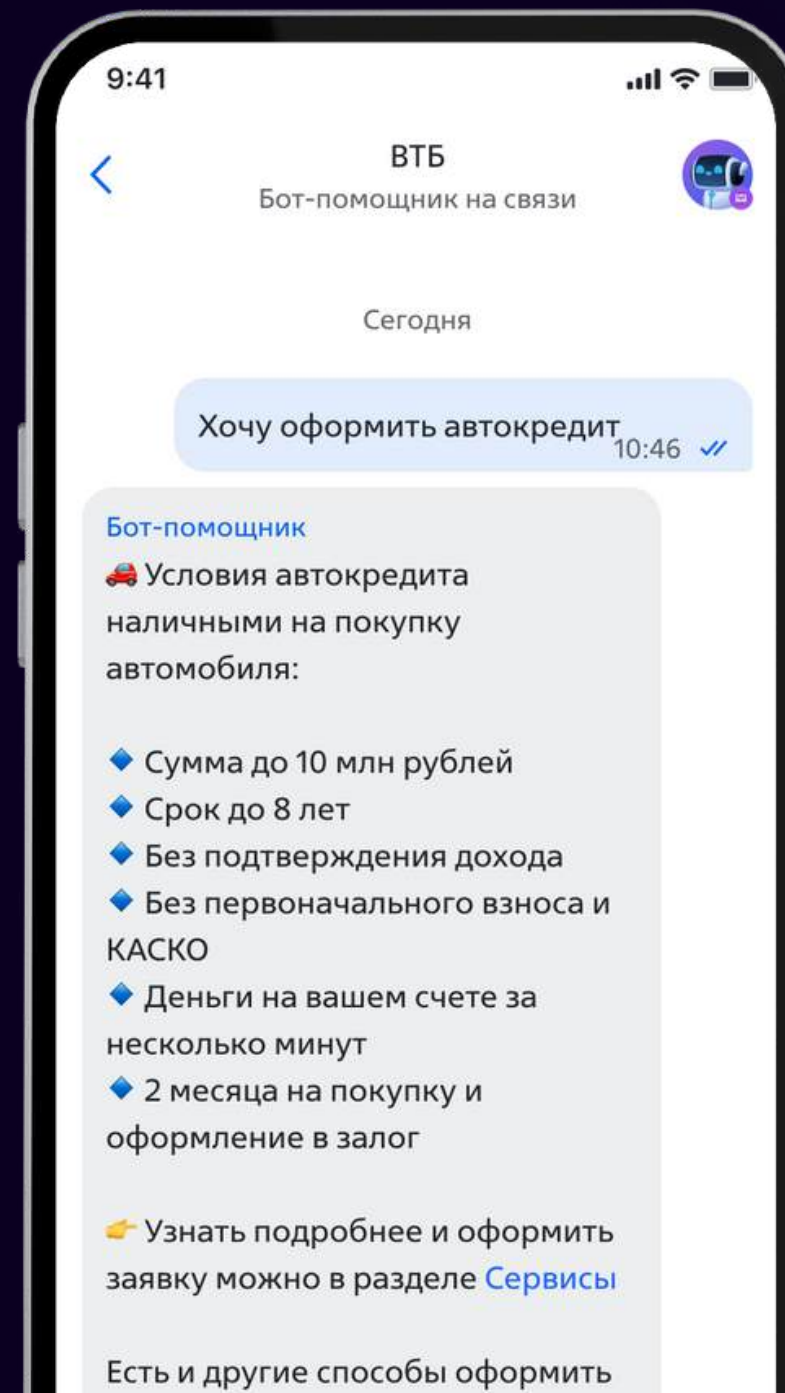 9:41
ВТБ
Бот-помощник на связи
Сегодня
Хочу оформить автокредит
10:46
Бот-помощник
🚗 Условия автокредита
наличными на покупку
автомобиля:
🔹 Сумма до 10 млн рублей
🔹 Срок до 8 лет
🔹 Без подтверждения дохода
🔹 Без первоначального взноса и
КАСКО
🔹 Деньги на вашем счете за
несколько минут
🔹 2 месяца на покупку и
оформление в залог
👉 Узнать подробнее и оформить
заявку можно в разделе Сервисы
Есть и другие способы оформить